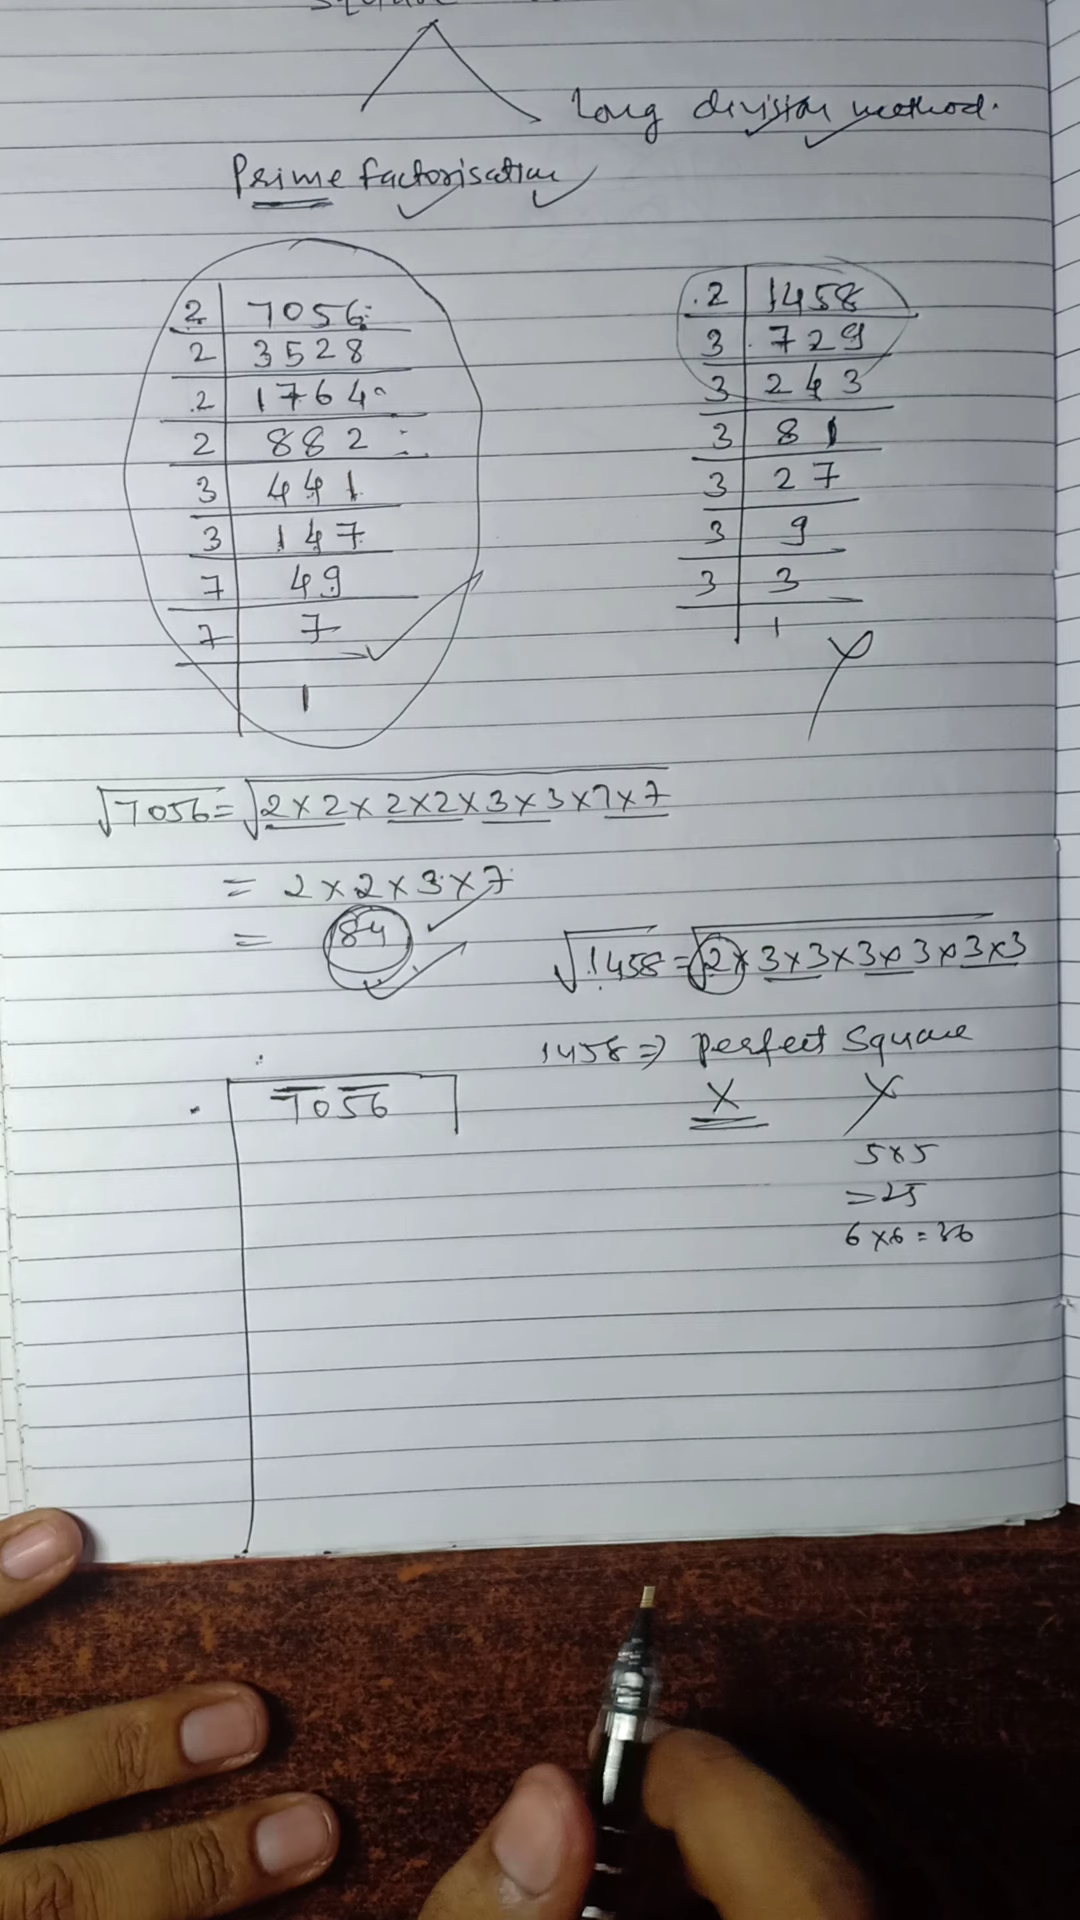 Square
Long division method.
Prime factorisation
2 | 7056
2 | 3528
2 | 1764
2 | 882
3 | 441
3 | 147
7 | 49
7 | 7
1
2 | 1458
3 | 729
3 | 243
3 | 81
3 | 27
3 | 9
3 | 3
1
√7056 = √2×2×2×2×3×3×7×7
= 2×2×3×7
= 84
√1458 = √2×3×3×3×3×3×3
1458 ⇒ perfect Square
X
7056
5×5
=25
6×6=36